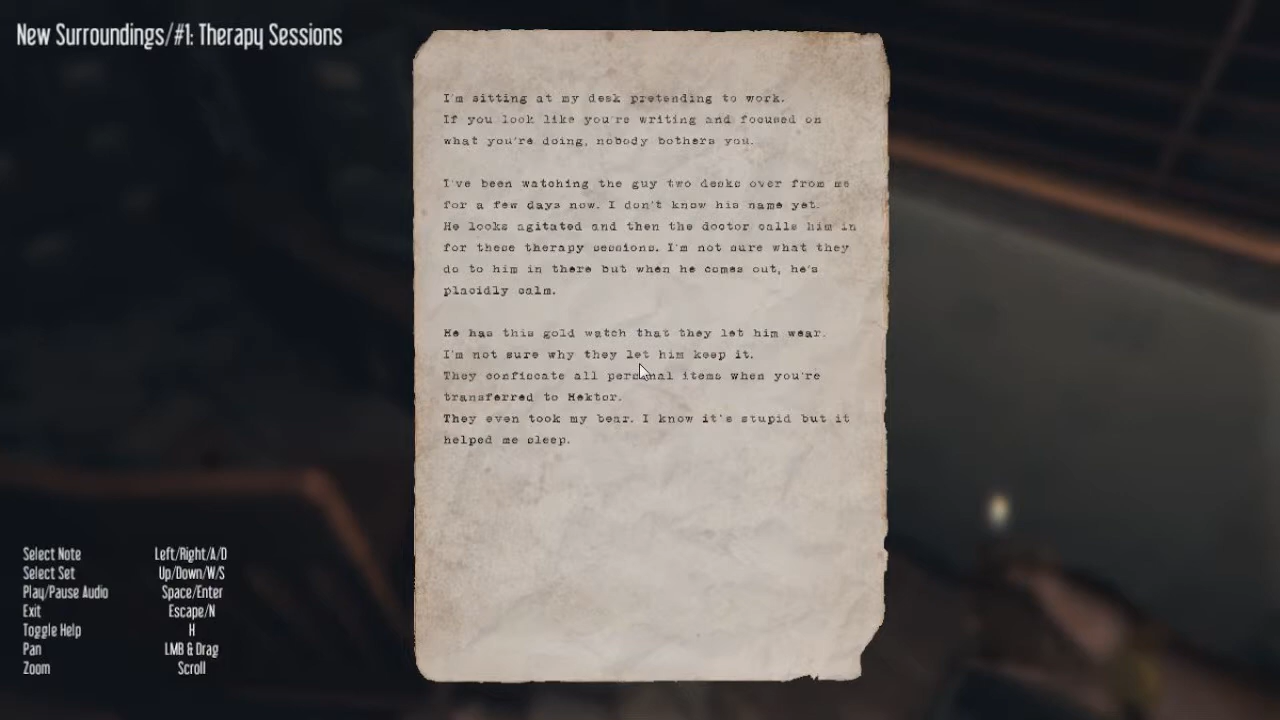 New Surroundings/#1: Therapy Sessions
I'm sitting at my desk pretending to work.
If you look like you're writing and focused on
what you're doing, nobody bothers you.
I've been watching the guy two desks over from me
for a few days now. I don't know his name yet.
He looks agitated and then the doctor calls him in
for these therapy sessions. I'm not sure what they
do to him in there but when he comes out, he's
placidly calm.
He has this gold watch that they let him wear.
I'm not sure why they let him keep it.
They confiscate all personal items when you're
transferred to Hektor.
They even took my bear. I know it's stupid but it
helped me sleep.
Select Note Left/Right/A/D
Select Set Up/Down/W/S
Play/Pause Audio Space/Enter
Exit Escape/N
Toggle Help H
Pan LMB & Drag
Zoom Scroll